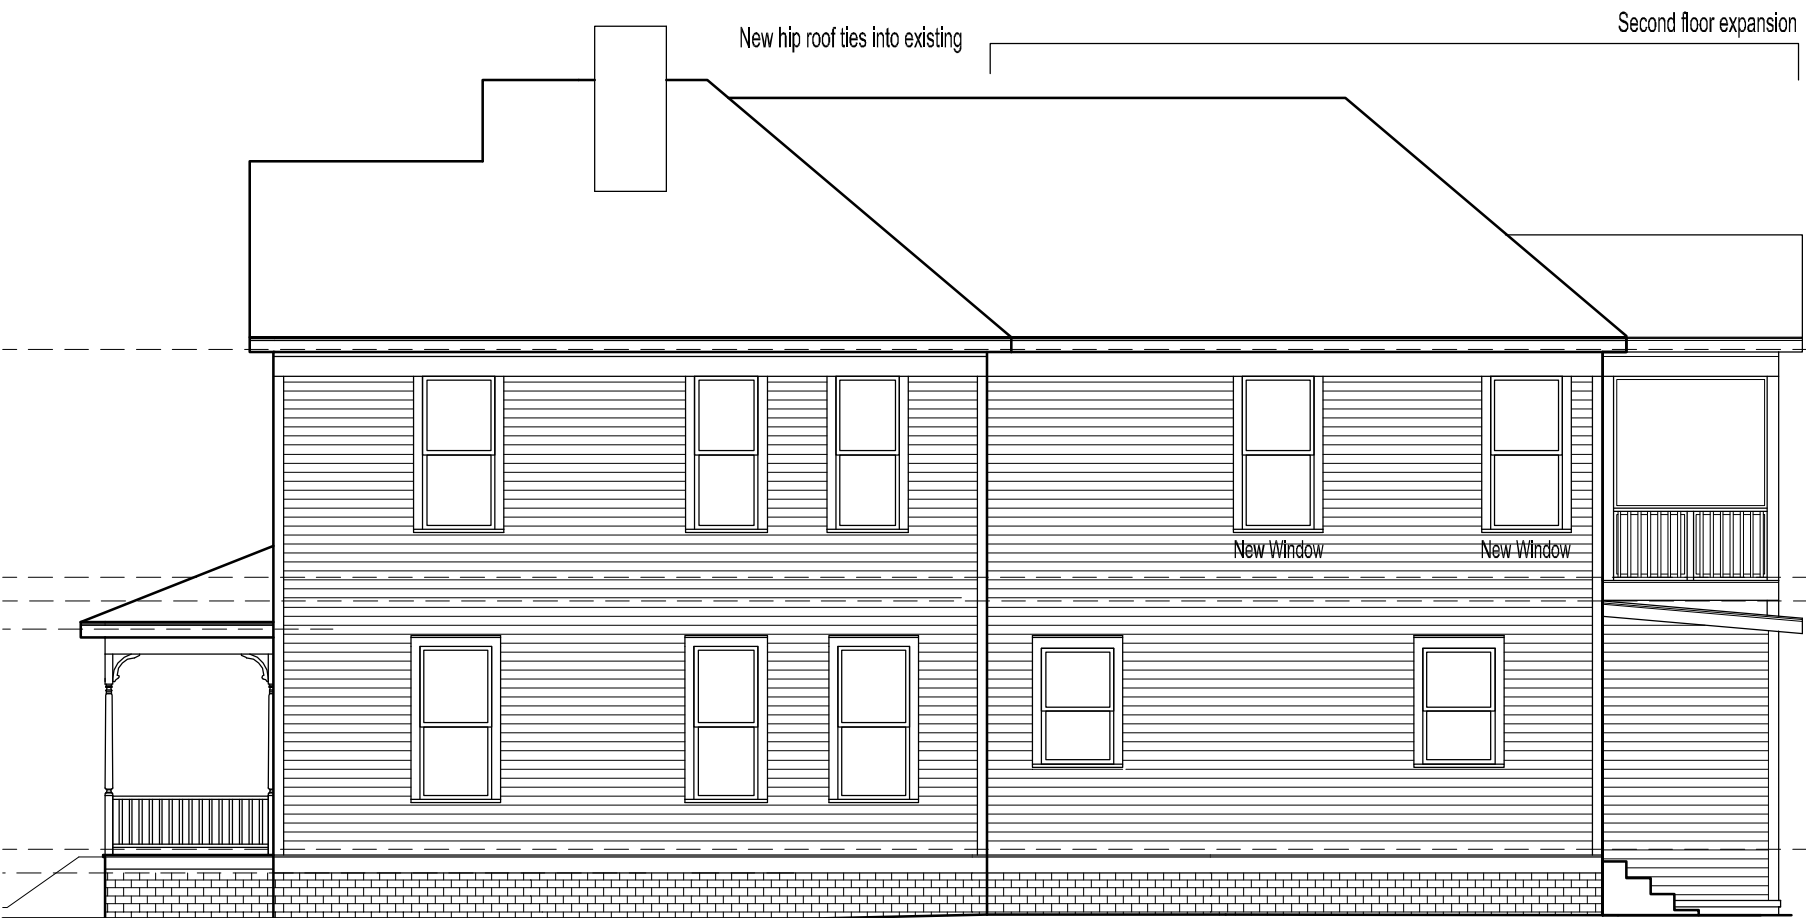 Second floor expansion
New hip roof ties into existing
New Window
New Window